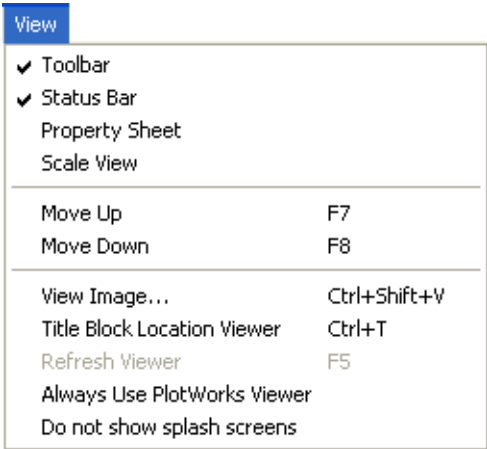 View
Toolbar
Status Bar
Property Sheet
Scale View
Move Up F7
Move Down F8
View Image... Ctrl+Shift+V
Title Block Location Viewer Ctrl+T
Refresh Viewer F5
Always Use PlotWorks Viewer
Do not show splash screens